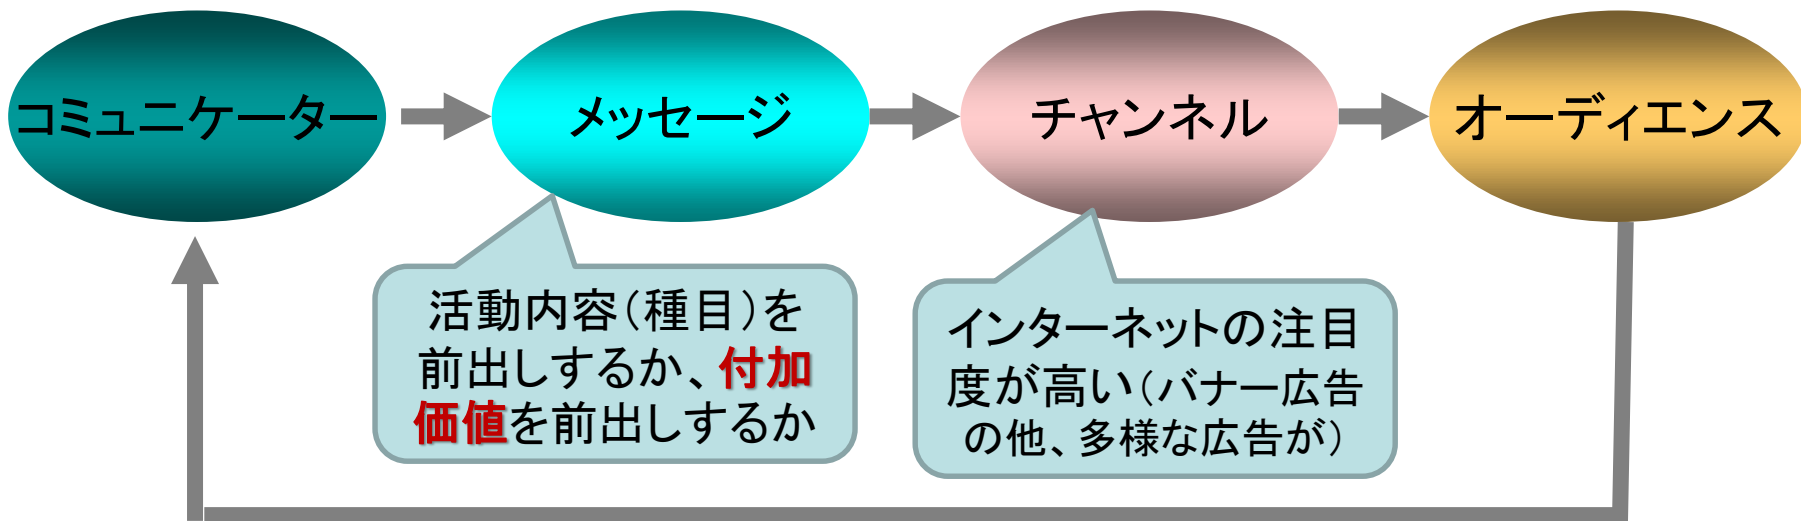 コミュニケーター
メッセージ
チャンネル
オーディエンス
活動内容（種目）を
前出しするか、付加
価値を前出しするか
インターネットの注目
度が高い（バナー広告
の他、多様な広告が）